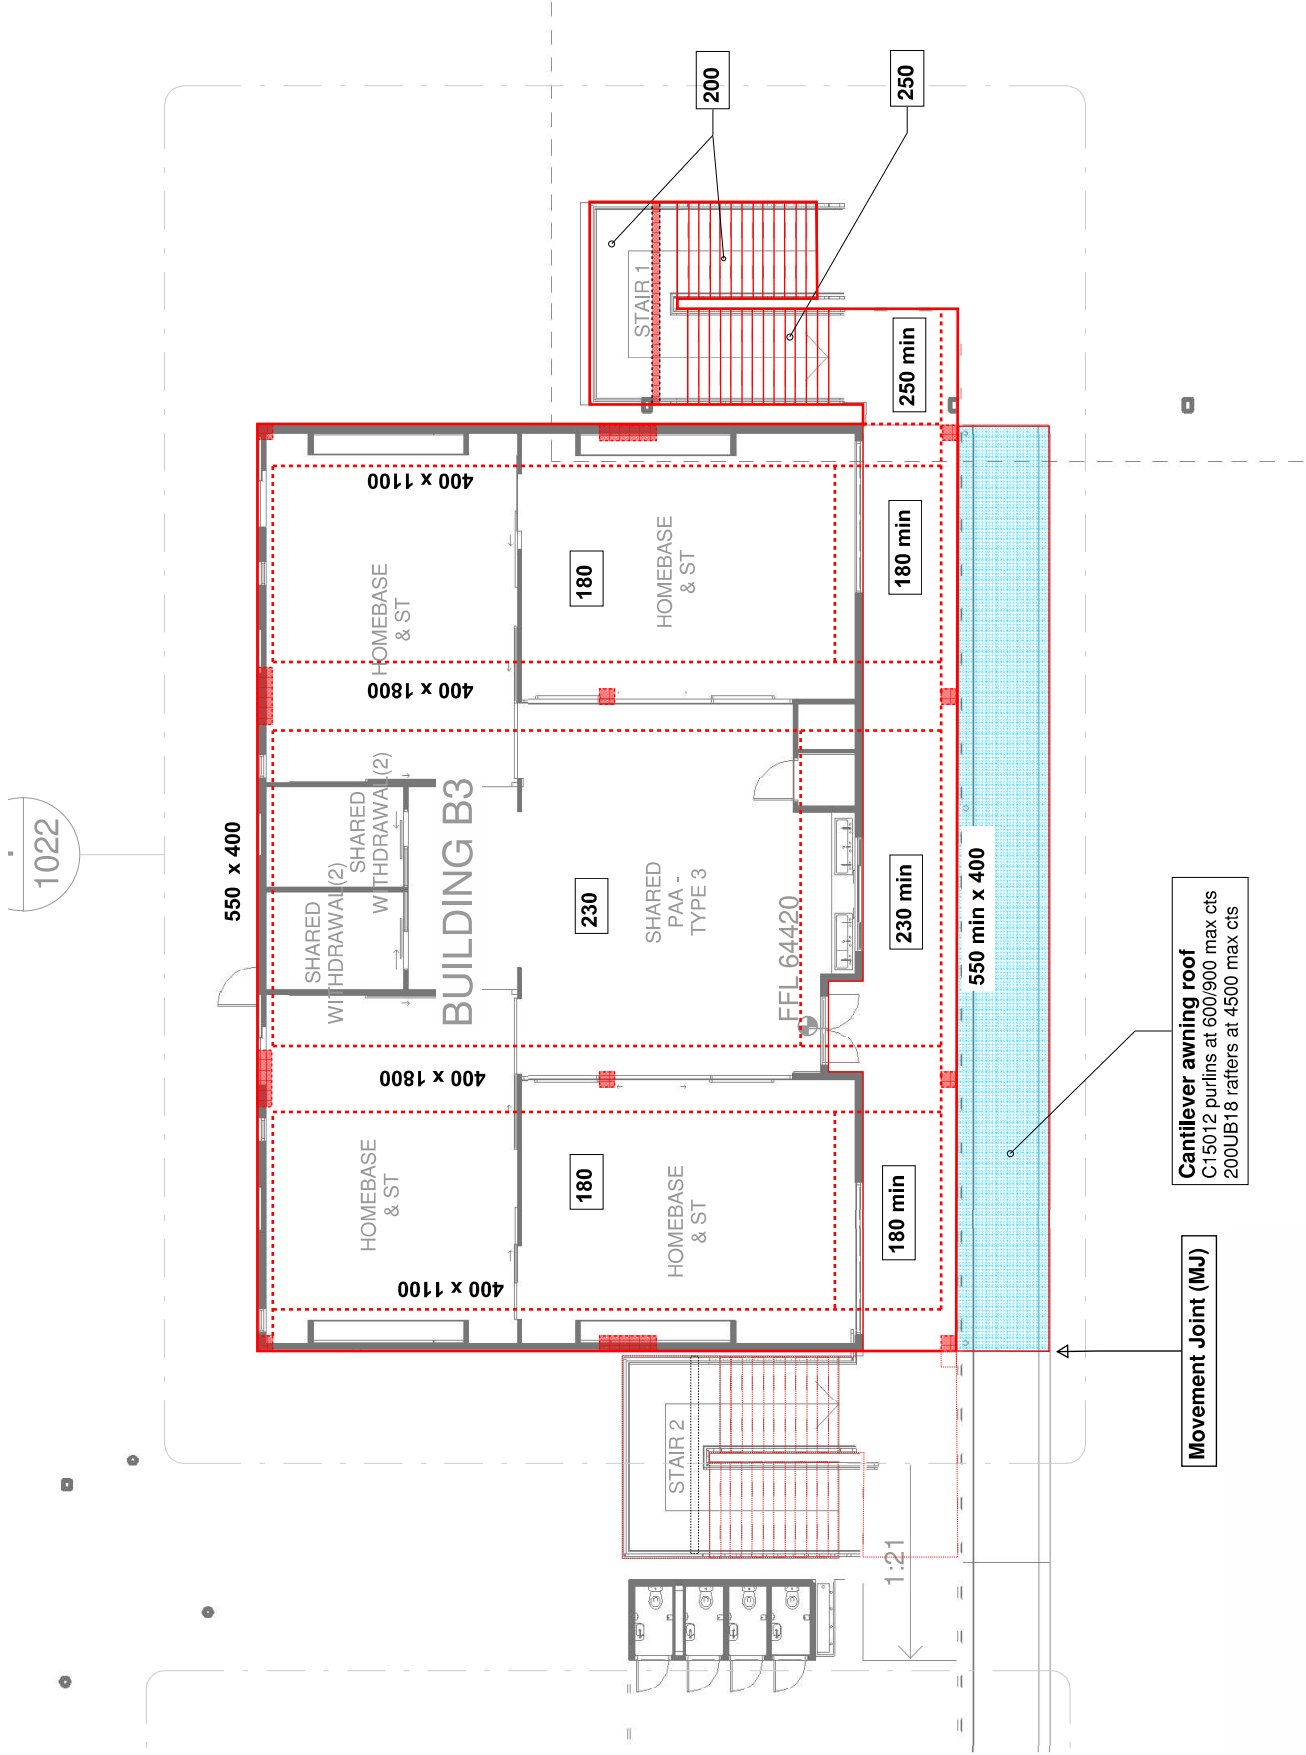 200
250
STAIR 1
250 min
400 x 1100
HOMEBASE
& ST
180
HOMEBASE
& ST
180 min
400 x 1800
1022
550 x 400
SHARED
WITHDRAWAL(2)
SHARED
WITHDRAWAL(2)
BUILDING B3
230
SHARED
PAA -
TYPE 3
FFL 64420
230 min
550 min x 400
400 x 1800
HOMEBASE
& ST
180
HOMEBASE
& ST
180 min
400 x 1100
Cantilever awning roof
C15012 purlins at 600/900 max cts
200UB18 rafters at 4500 max cts
Movement Joint (MJ)
STAIR 2
1:21